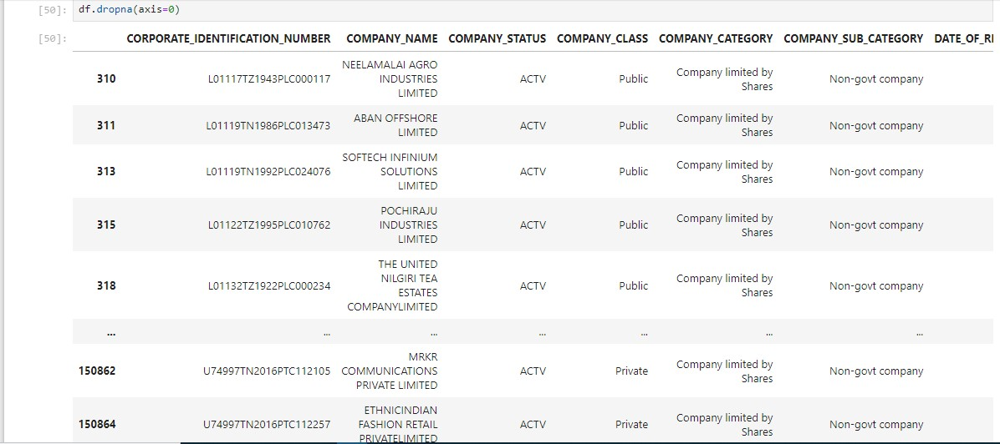 [50]: df.dropna(axis=0)
[50]: CORPORATE_IDENTIFICATION_NUMBER COMPANY_NAME COMPANY_STATUS COMPANY_CLASS COMPANY_CATEGORY COMPANY_SUB_CATEGORY DATE_OF_RI
310 L01117TZ1943PLC000117 NEELAMALAI AGRO INDUSTRIES LIMITED ACTV Public Company limited by Shares Non-govt company
311 L01119TN1986PLC013473 ABAN OFFSHORE LIMITED ACTV Public Company limited by Shares Non-govt company
313 L01119TN1992PLC024076 SOFTECH INFINIUM SOLUTIONS LIMITED ACTV Public Company limited by Shares Non-govt company
315 L01122TZ1995PLC010762 POCHIRAJU INDUSTRIES LIMITED ACTV Public Company limited by Shares Non-govt company
318 L01132TZ1922PLC000234 THE UNITED NILGIRI TEA ESTATES COMPANYLIMITED ACTV Public Company limited by Shares Non-govt company
... ... ... ... ... ... ...
150862 U74997TN2016PTC112105 MRKR COMMUNICATIONS PRIVATE LIMITED ACTV Private Company limited by Shares Non-govt company
150864 U74997TN2016PTC112257 ETHNICINDIAN FASHION RETAIL PRIVATELIMITED ACTV Private Company limited by Shares Non-govt company